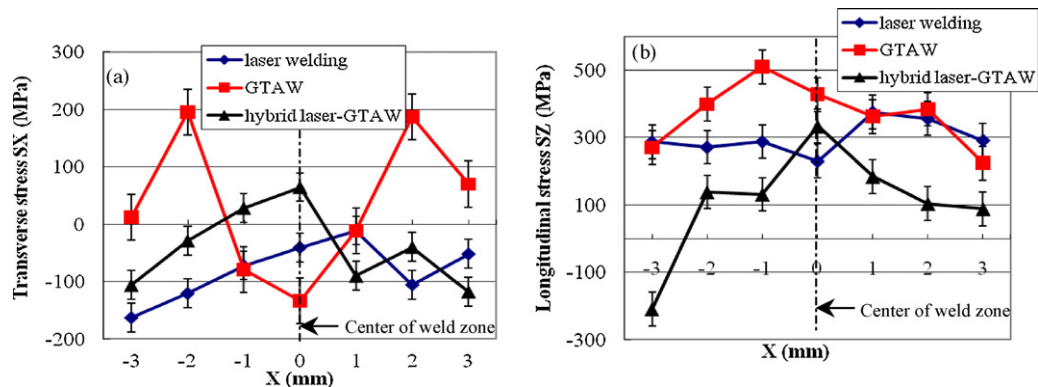 (a)
laser welding
GTAW
hybrid laser-GTAW
Transverse stress SX (MPa)
300
200
100
0
-100
-200
Center of weld zone
-3 -2 -1 0 1 2 3
X (mm)
(b)
laser welding
GTAW
hybrid laser-GTAW
Longitudinal stress SZ (MPa)
500
300
100
-100
-300
-3 -2 -1 0 1 2 3
Center of weld zone
X (mm)